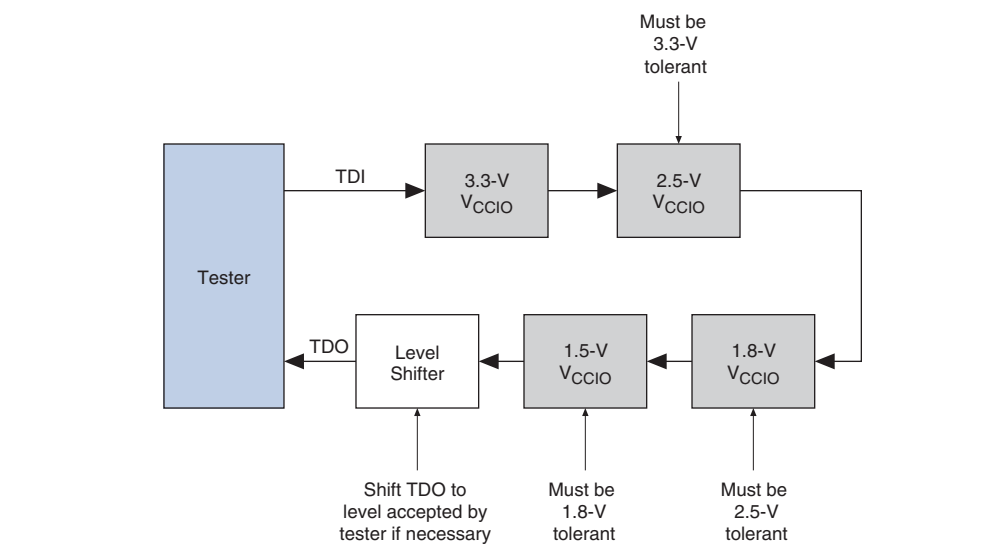 Must be
3.3-V
tolerant
TDI
3.3-V
VCCIO
2.5-V
VCCIO
Tester
TDO
Level
Shifter
1.5-V
VCCIO
1.8-V
VCCIO
Shift TDO to
level accepted by
tester if necessary
Must be
1.8-V
tolerant
Must be
2.5-V
tolerant